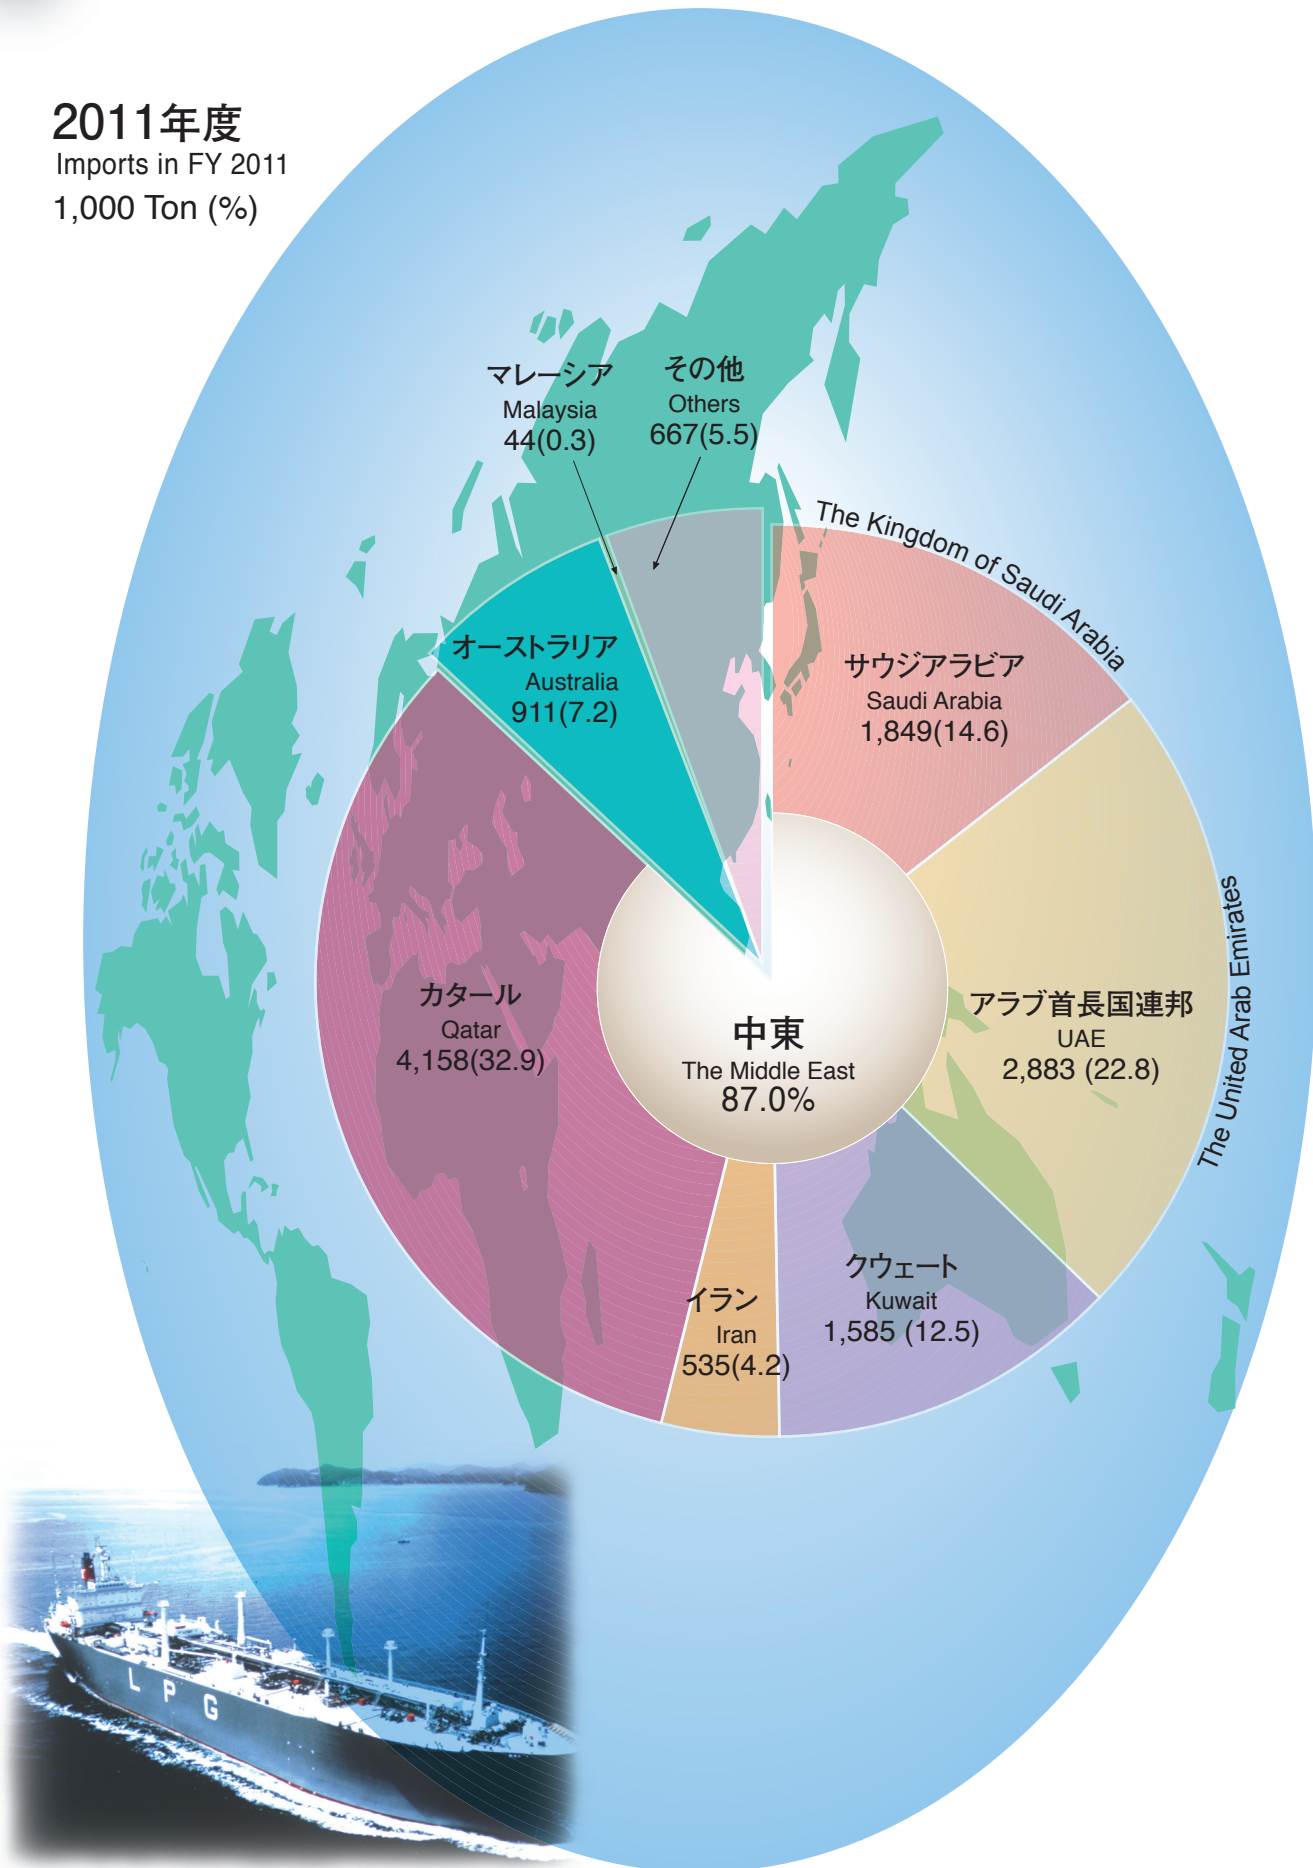 2011年度
Imports in FY 2011
1,000 Ton (%)
マレーシア
Malaysia
44(0.3)
その他
Others
667(5.5)
The Kingdom of Saudi Arabia
オーストラリア
Australia
911(7.2)
サウジアラビア
Saudi Arabia
1,849(14.6)
カタール
Qatar
4,158(32.9)
中東
The Middle East
87.0%
アラブ首長国連邦
UAE
2,883 (22.8)
The United Arab Emirates
クウェート
Kuwait
1,585 (12.5)
イラン
Iran
535(4.2)
LPG